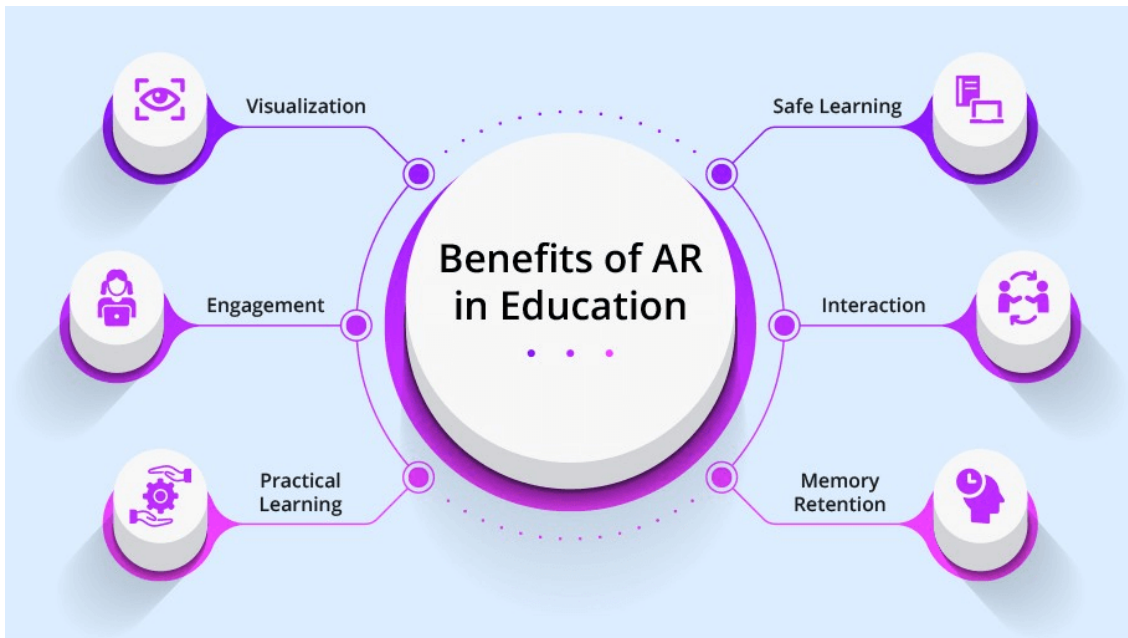 Benefits of AR
in Education
Visualization
Engagement
Practical
Learning
Safe Learning
Interaction
Memory
Retention